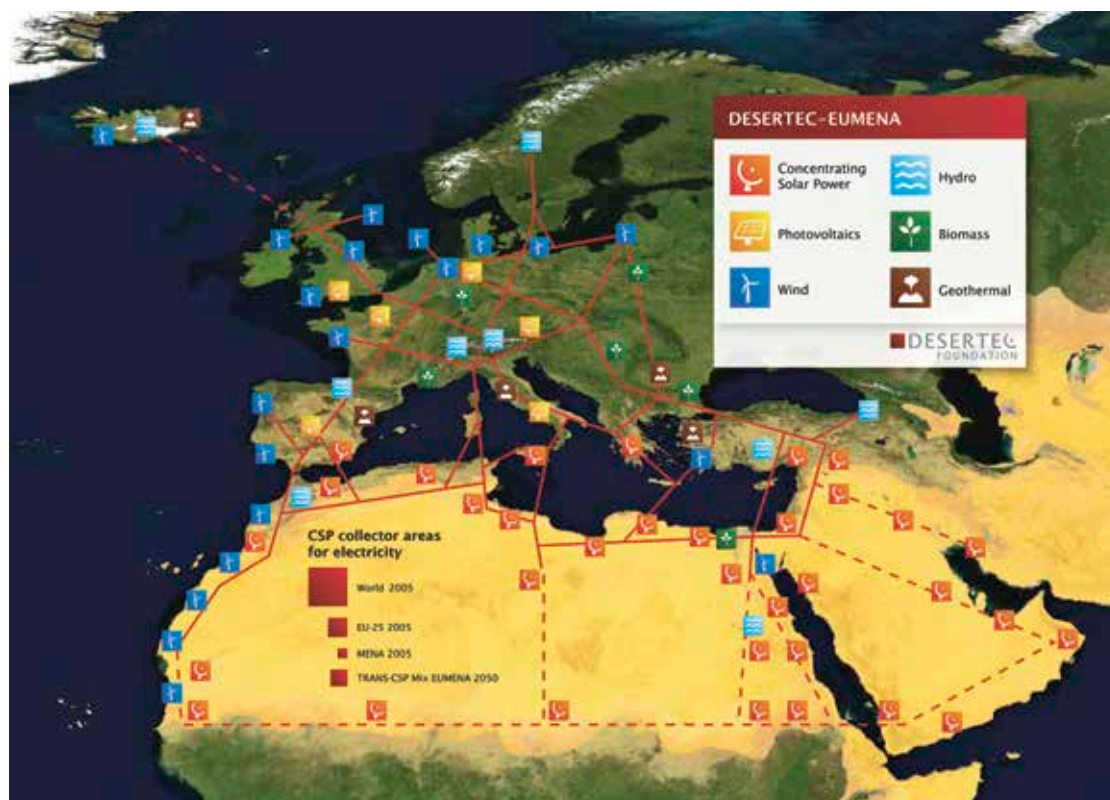 DESERTEC-EUMENA
Concentrating
Solar Power
Hydro
Photovoltaics
Biomass
Wind
Geothermal
DESERTEC
FOUNDATION
CSP collector areas
for electricity
World 2005
EU-25 2005
MENA 2005
TRANS-CSP Mix EUMENA 2050